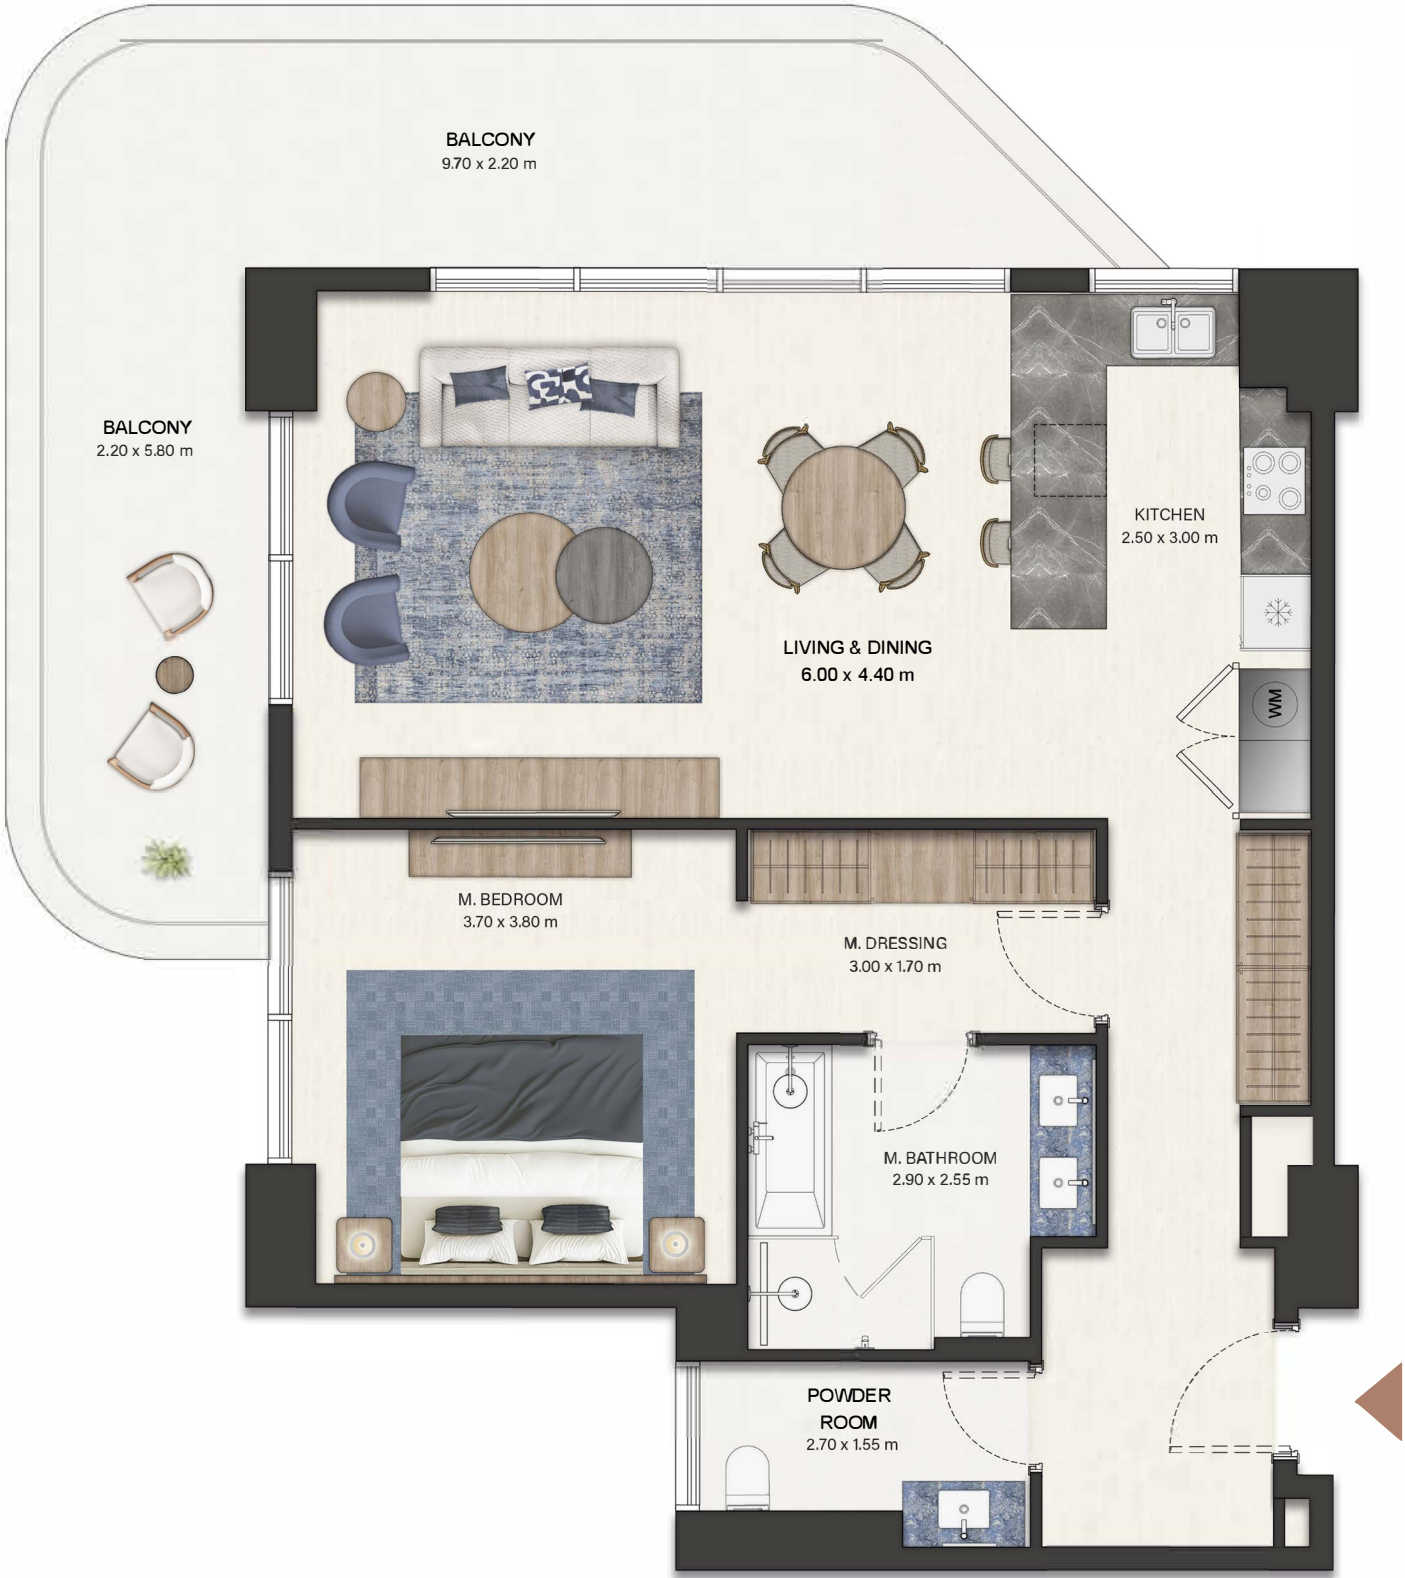 BALCONY
9.70 x 2.20 m
BALCONY
2.20 x 5.80 m
KITCHEN
2.50 x 3.00 m
LIVING & DINING
6.00 x 4.40 m
WM
M. BEDROOM
3.70 x 3.80 m
M. DRESSING
3.00 x 1.70 m
M. BATHROOM
2.90 x 2.55 m
POWDER
ROOM
2.70 x 1.55 m